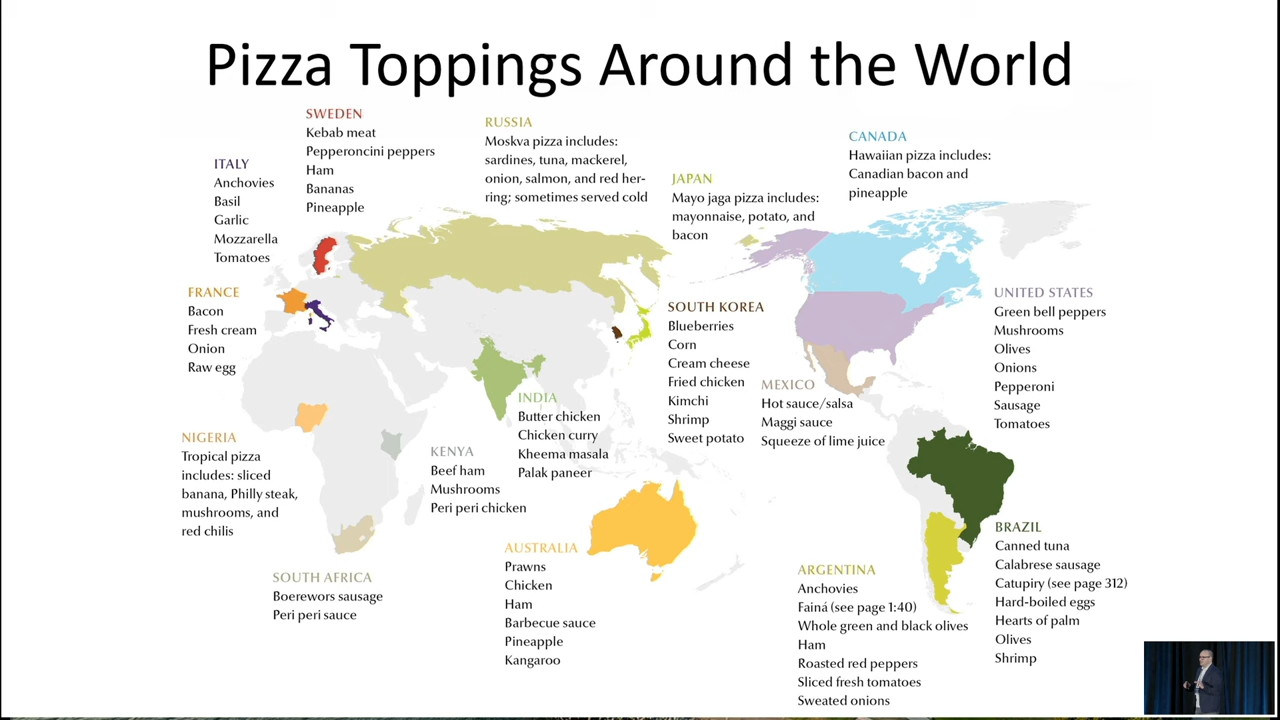 Pizza Toppings Around the World
SWEDEN
Kebab meat
Pepperoncini peppers
Ham
Bananas
Pineapple
RUSSIA
Moskva pizza includes:
sardines, tuna, mackerel,
onion, salmon, and red her-
ring; sometimes served cold
CANADA
Hawaiian pizza includes:
Canadian bacon and
pineapple
ITALY
Anchovies
Basil
Garlic
Mozzarella
Tomatoes
JAPAN
Mayo jaga pizza includes:
mayonnaise, potato, and
bacon
FRANCE
Bacon
Fresh cream
Onion
Raw egg
SOUTH KOREA
Blueberries
Corn
Cream cheese
Fried chicken
Kimchi
Shrimp
Sweet potato
UNITED STATES
Green bell peppers
Mushrooms
Olives
Onions
Pepperoni
Sausage
Tomatoes
MEXICO
Hot sauce/salsa
Maggi sauce
Squeeze of lime juice
INDIA
Butter chicken
Chicken curry
Kheema masala
Palak paneer
NIGERIA
Tropical pizza
includes: sliced
banana, Philly steak,
mushrooms, and
red chilis
KENYA
Beef ham
Mushrooms
Peri peri chicken
SOUTH AFRICA
Boerewors sausage
Peri peri sauce
AUSTRALIA
Prawns
Chicken
Ham
Barbecue sauce
Pineapple
Kangaroo
ARGENTINA
Anchovies
Fainá (see page 1:40)
Whole green and black olives
Ham
Roasted red peppers
Sliced fresh tomatoes
Sweated onions
BRAZIL
Canned tuna
Calabrese sausage
Catupiry (see page 312)
Hard-boiled eggs
Hearts of palm
Olives
Shrimp